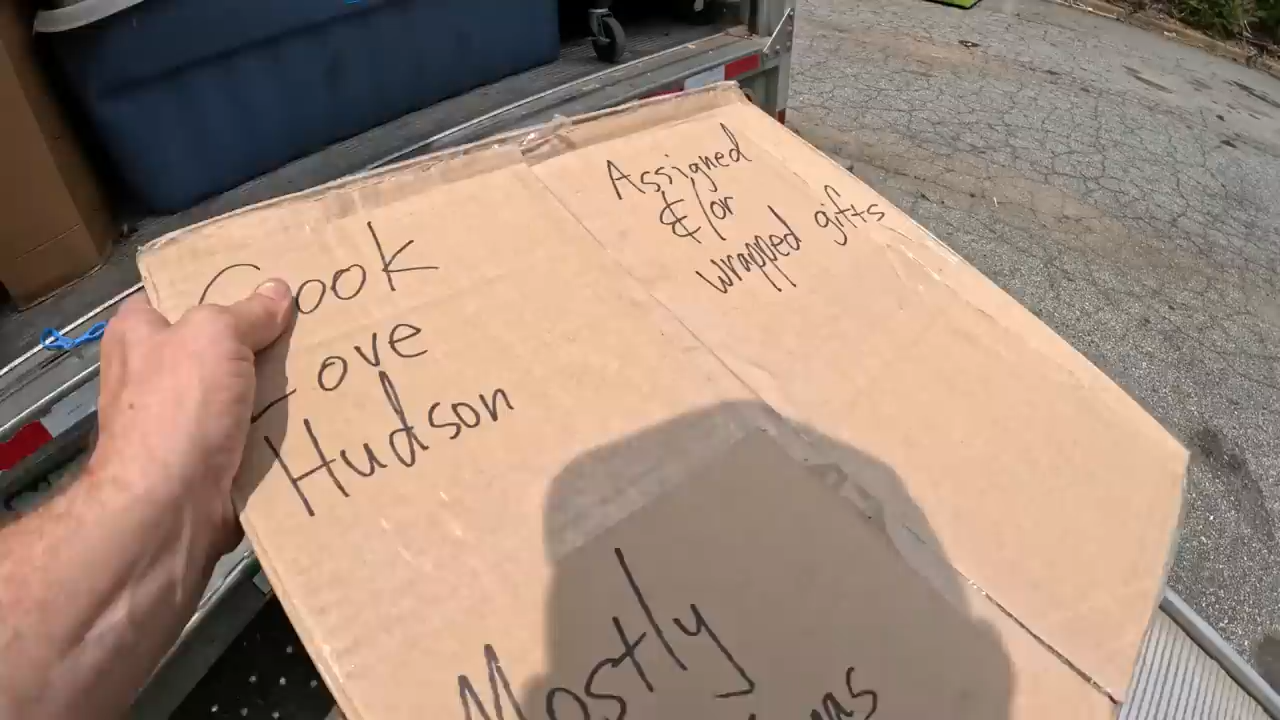 Cook
Love
Hudson
Assigned
&/or
wrapped gifts
Mostly